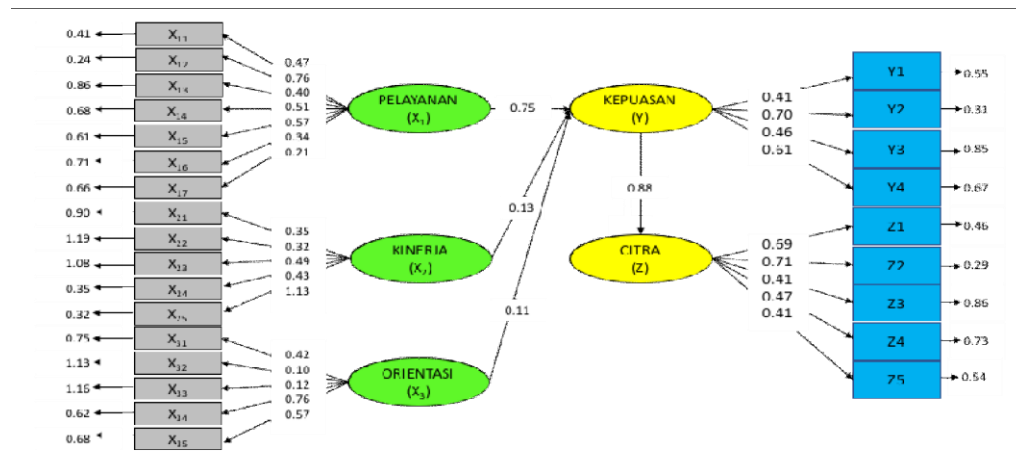 0.41 X₁₁
0.24 X₁₂
0.86 X₁₃
0.68 X₁₄
0.61 X₁₅
0.71 X₁₆
0.66 X₁₇
0.90 X₂₁
1.19 X₂₂
1.08 X₂₃
0.35 X₂₄
0.32 X₂₅
0.75 X₃₁
1.13 X₃₂
1.16 X₃₃
0.62 X₃₄
0.68 X₃₅
0.47
0.76
0.40
0.51
0.57
0.34
0.21
0.35
0.32
0.49
0.43
1.13
0.42
0.10
0.12
0.76
0.57
PELAYANAN
(X₁)
KINERJA
(X₂)
ORIENTASI
(X₃)
0.75
0.13
0.11
KEPUASAN
(Y)
0.88
CITRA
(Z)
0.41
0.70
0.46
0.69
0.71
0.41
0.47
0.41
Y1 0.55
Y2 0.31
Y3 0.85
Y4 0.67
Z1 0.46
Z2 0.29
Z3 0.86
Z4 0.73
Z5 0.54